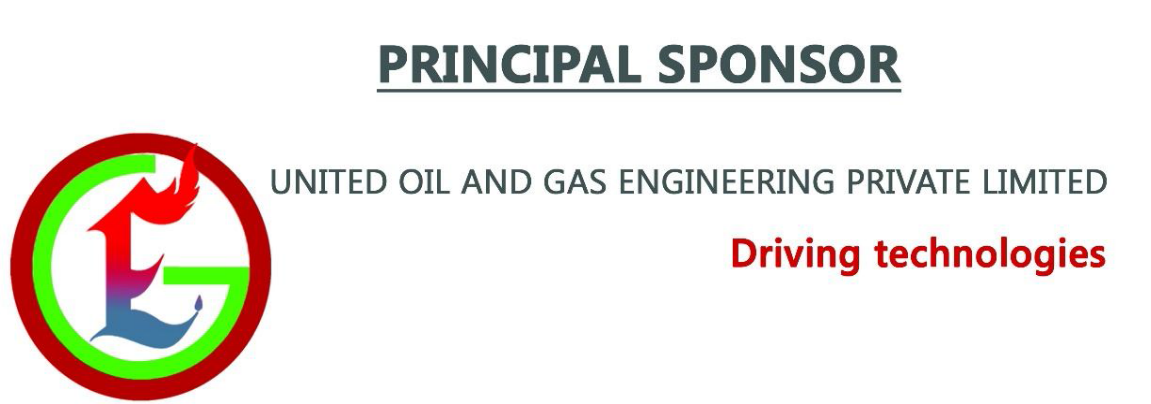 PRINCIPAL SPONSOR
UNITED OIL AND GAS ENGINEERING PRIVATE LIMITED
Driving technologies